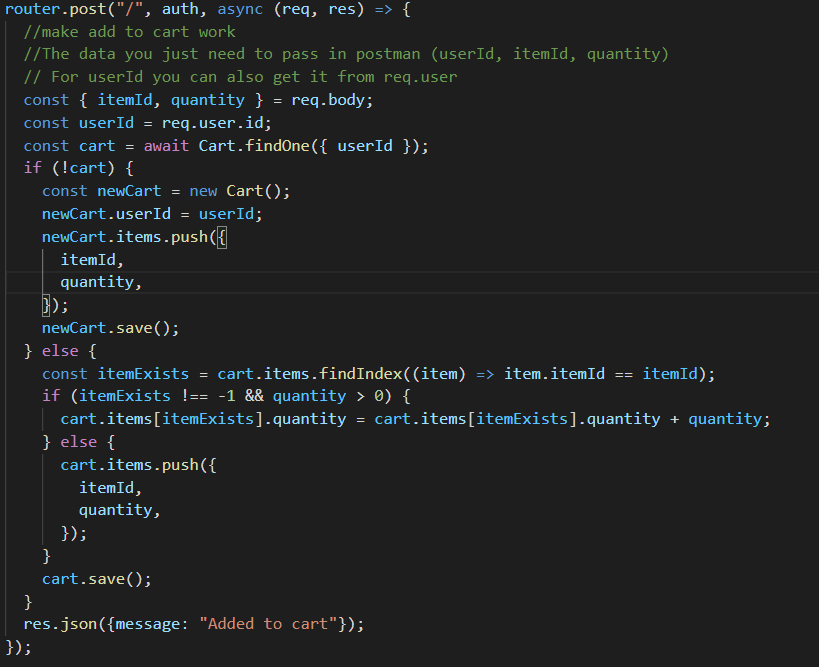 router.post("/", auth, async (req, res) => {
  //make add to cart work
  //The data you just need to pass in postman (userId, itemId, quantity)
  // For userId you can also get it from req.user
  const { itemId, quantity } = req.body;
  const userId = req.user.id;
  const cart = await Cart.findOne({ userId });
  if (!cart) {
    const newCart = new Cart();
    newCart.userId = userId;
    newCart.items.push({
      itemId,
      quantity,
    });
    newCart.save();
  } else {
    const itemExists = cart.items.findIndex((item) => item.itemId == itemId);
    if (itemExists !== -1 && quantity > 0) {
      cart.items[itemExists].quantity = cart.items[itemExists].quantity + quantity;
    } else {
      cart.items.push({
        itemId,
        quantity,
      });
    }
    cart.save();
  }
  res.json({message: "Added to cart"});
});